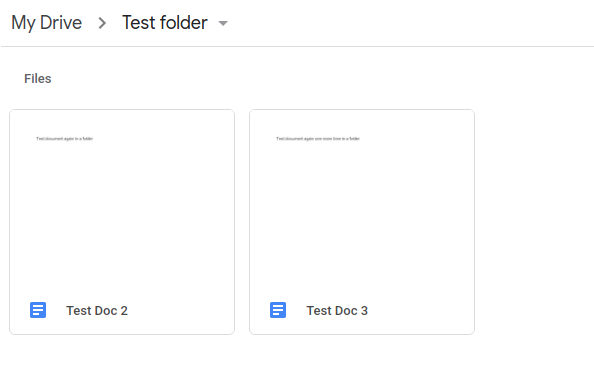 My Drive > Test folder
Files
Test document again in a folder
Test document again one more time in a folder
Test Doc 2
Test Doc 3